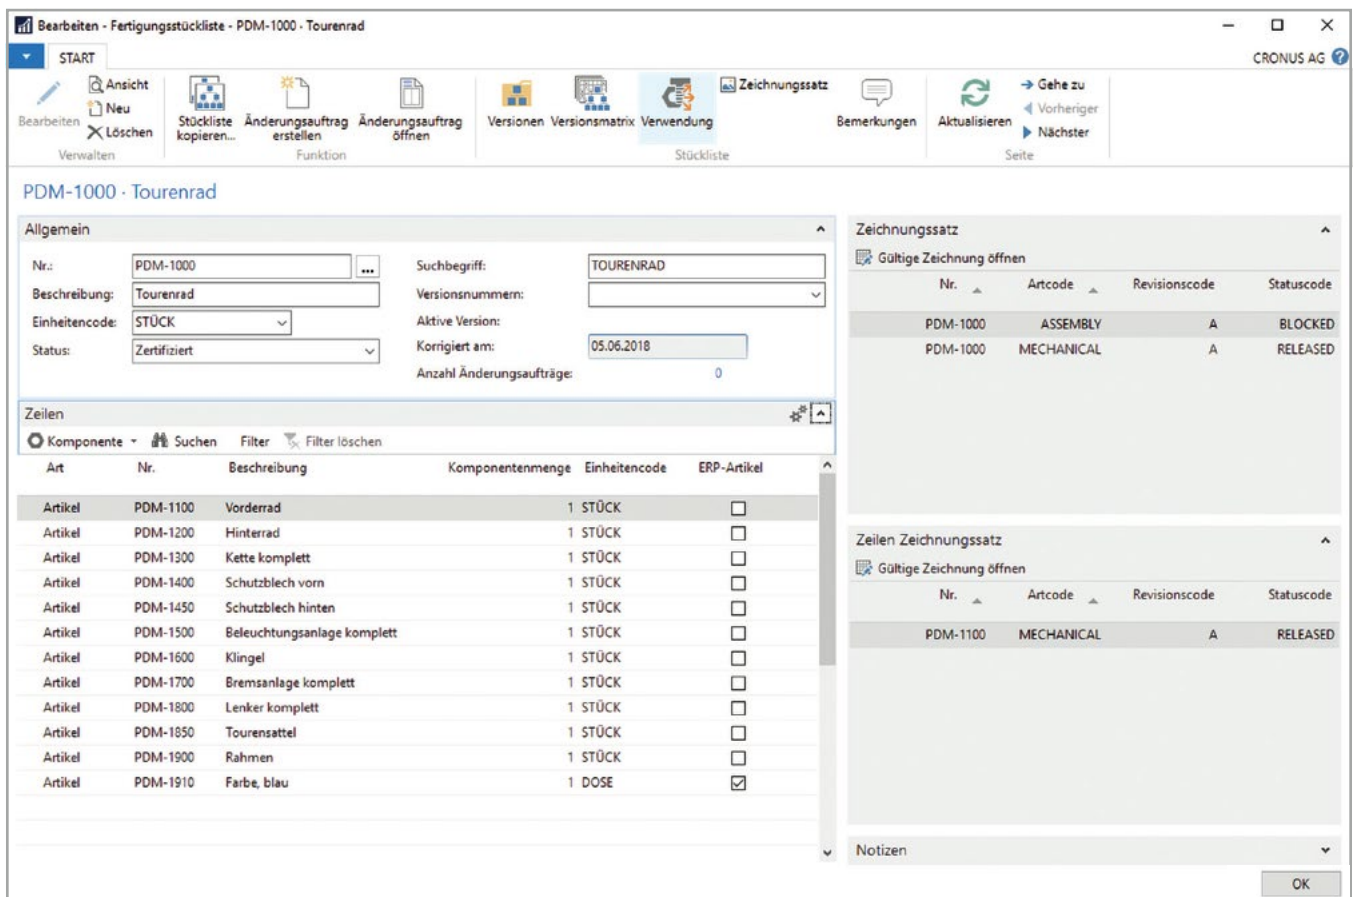 Bearbeiten - Fertigungsstückliste - PDM-1000 · Tourenrad
START
CRONUS AG
Bearbeiten
Ansicht
Neu
Löschen
Verwalten
Stückliste kopieren...
Änderungsauftrag erstellen
Änderungsauftrag öffnen
Funktion
Versionen
Versionsmatrix
Verwendung
Zeichnungssatz
Bemerkungen
Stückliste
Aktualisieren
Gehe zu
Vorheriger
Nächster
Seite
PDM-1000 · Tourenrad
Allgemein
Nr.: PDM-1000 ...
Beschreibung: Tourenrad
Einheitencode: STÜCK
Status: Zertifiziert
Suchbegriff: TOURENRAD
Versionsnummern:
Aktive Version:
Korrigiert am: 05.06.2018
Anzahl Änderungsaufträge: 0
Zeilen
Komponente Suchen Filter Filter löschen
Art Nr. Beschreibung Komponentenmenge Einheitencode ERP-Artikel
Artikel PDM-1100 Vorderrad 1 STÜCK
Artikel PDM-1200 Hinterrad 1 STÜCK
Artikel PDM-1300 Kette komplett 1 STÜCK
Artikel PDM-1400 Schutzblech vorn 1 STÜCK
Artikel PDM-1450 Schutzblech hinten 1 STÜCK
Artikel PDM-1500 Beleuchtungsanlage komplett 1 STÜCK
Artikel PDM-1600 Klingel 1 STÜCK
Artikel PDM-1700 Bremsanlage komplett 1 STÜCK
Artikel PDM-1800 Lenker komplett 1 STÜCK
Artikel PDM-1850 Tourensattel 1 STÜCK
Artikel PDM-1900 Rahmen 1 STÜCK
Artikel PDM-1910 Farbe, blau 1 DOSE
Zeichnungssatz
Gültige Zeichnung öffnen
Nr. Artcode Revisionscode Statuscode
PDM-1000 ASSEMBLY A BLOCKED
PDM-1000 MECHANICAL A RELEASED
Zeilen Zeichnungssatz
Gültige Zeichnung öffnen
Nr. Artcode Revisionscode Statuscode
PDM-1100 MECHANICAL A RELEASED
Notizen
OK